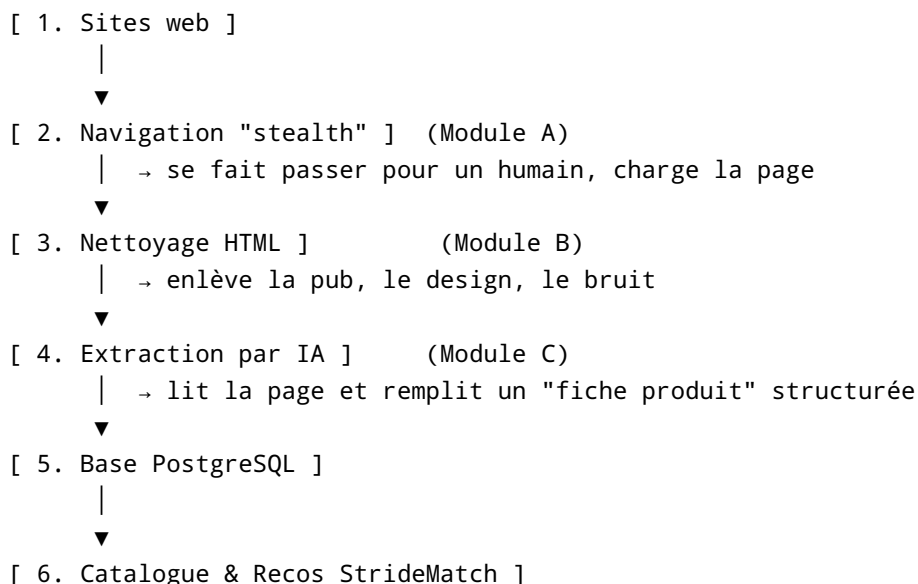 [ 1. Sites web ]
│
▼
[ 2. Navigation "stealth" ] (Module A)
│ → se fait passer pour un humain, charge la page
▼
[ 3. Nettoyage HTML ] (Module B)
│ → enlève la pub, le design, le bruit
▼
[ 4. Extraction par IA ] (Module C)
│ → lit la page et remplit un "fiche produit" structurée
▼
[ 5. Base PostgreSQL ]
│
▼
[ 6. Catalogue & Recos StrideMatch ]